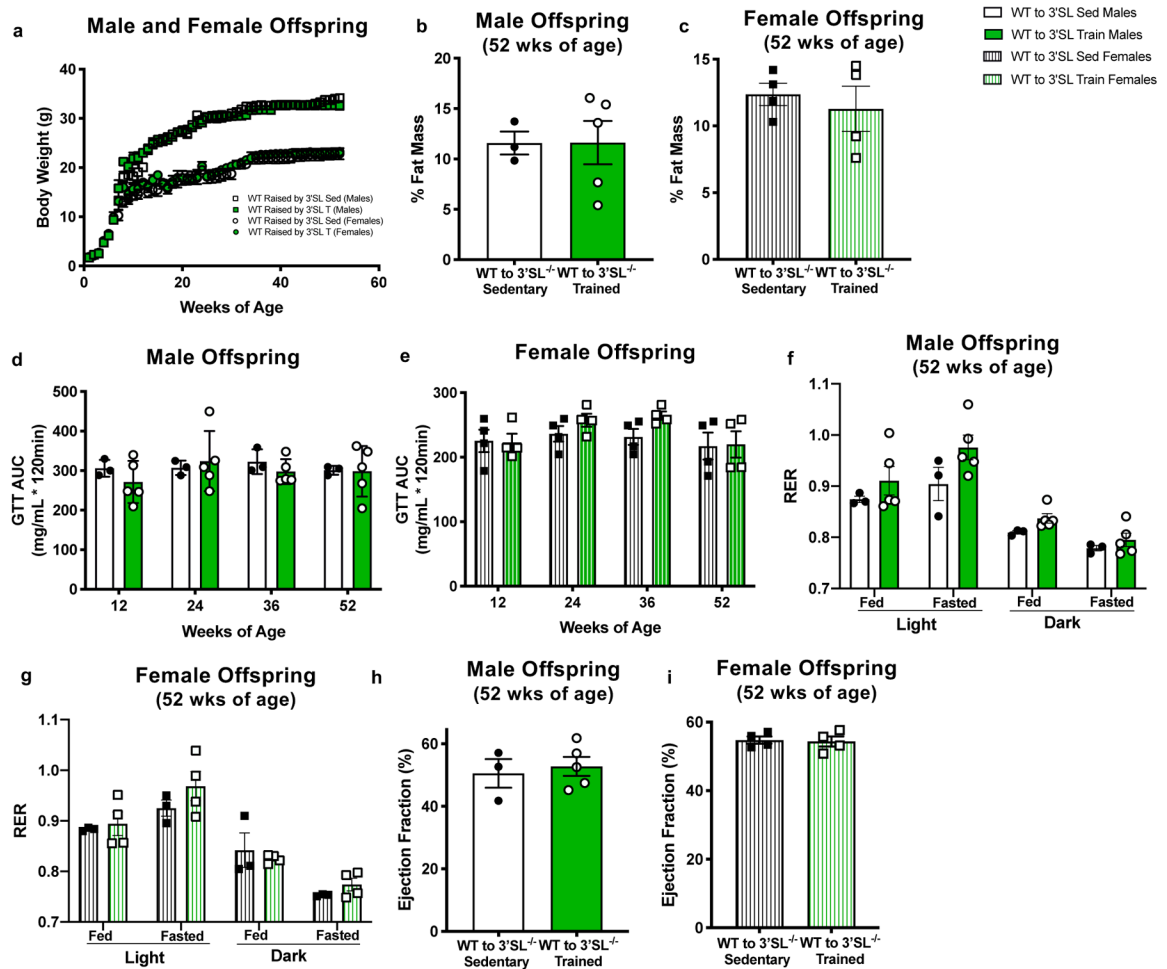 a
Male and Female Offspring
Body Weight (g)
40
30
20
10
0
0
20
40
60
Weeks of Age
WT Raised by 3'SL Sed (Males)
WT Raised by 3'SL T (Males)
WT Raised by 3'SL Sed (Females)
WT Raised by 3'SL T (Females)
b
Male Offspring
(52 wks of age)
% Fat Mass
20
15
10
5
0
WT to 3'SL-/-
Sedentary
WT to 3'SL-/-
Trained
c
Female Offspring
(52 wks of age)
% Fat Mass
15
10
5
0
WT to 3'SL-/-
Sedentary
WT to 3'SL-/-
Trained
WT to 3'SL Sed Males
WT to 3'SL Train Males
WT to 3'SL Sed Females
WT to 3'SL Train Females
d
Male Offspring
GTT AUC
(mg/mL * 120min)
500
400
300
200
100
0
12
24
36
52
Weeks of Age
e
Female Offspring
GTT AUC
(mg/mL * 120min)
300
200
100
0
12
24
36
52
Weeks of Age
f
Male Offspring
(52 wks of age)
RER
1.1
1.0
0.9
0.8
0.7
Fed
Fasted
Fed
Fasted
Light
Dark
g
Female Offspring
(52 wks of age)
RER
1.1
1.0
0.9
0.8
0.7
Fed
Fasted
Fed
Fasted
Light
Dark
h
Male Offspring
(52 wks of age)
Ejection Fraction (%)
60
40
20
0
WT to 3'SL-/-
Sedentary
WT to 3'SL-/-
Trained
i
Female Offspring
(52 wks of age)
Ejection Fraction (%)
60
40
20
0
WT to 3'SL-/-
Sedentary
WT to 3'SL-/-
Trained